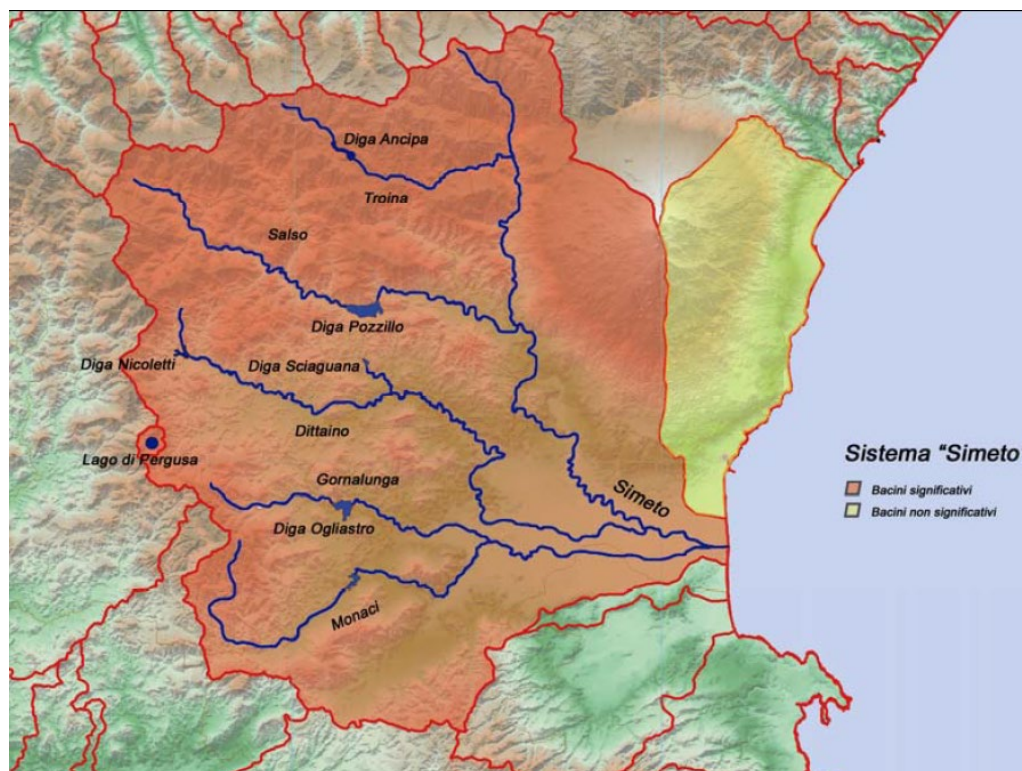 Diga Ancipa
Troina
Salso
Diga Pozzillo
Diga Nicoletti
Diga Sciaguana
Dittaino
Lago di Pergusa
Gornalunga
Simeto
Diga Ogliastro
Monaci
Sistema "Simeto
Bacini significativi
Bacini non significativi